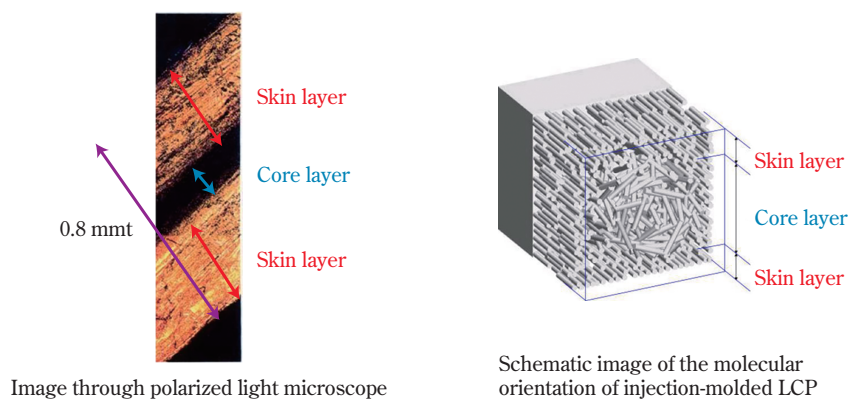 Skin layer
Core layer
0.8 mmt
Skin layer
Image through polarized light microscope
Skin layer
Core layer
Skin layer
Schematic image of the molecular
orientation of injection-molded LCP